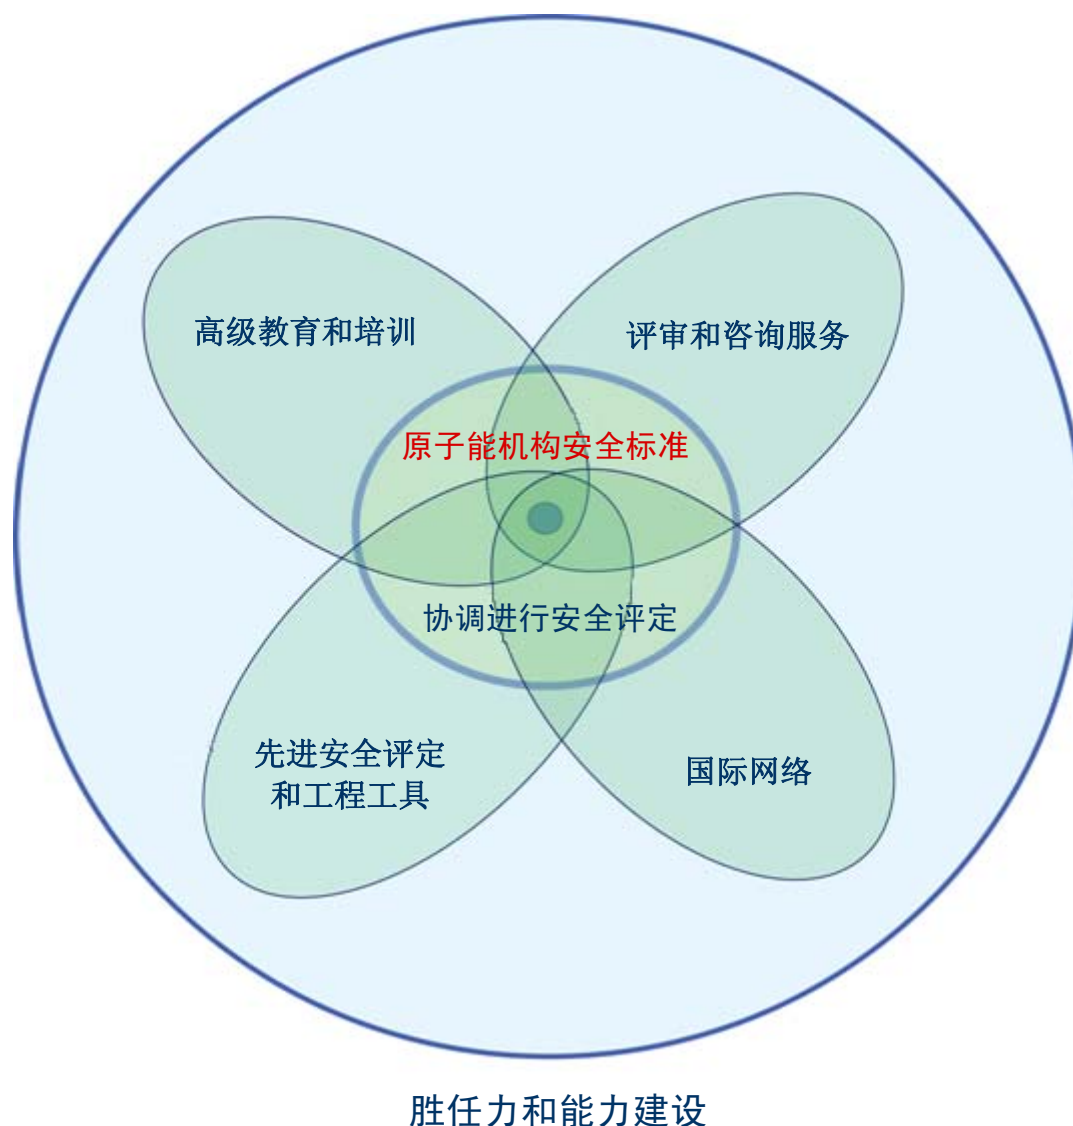 高级教育和培训
评审和咨询服务
原子能机构安全标准
协调进行安全评定
先进安全评定
和工程工具
国际网络
胜任力和能力建设